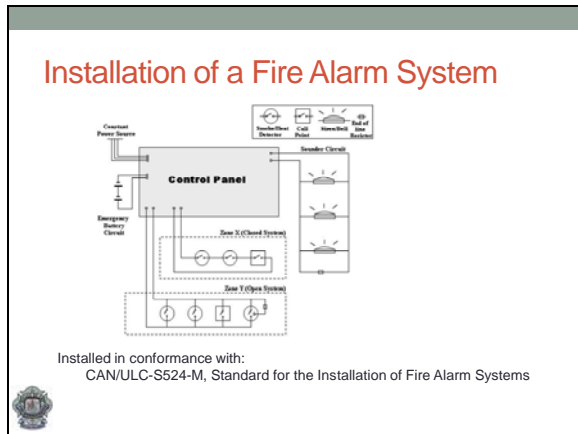 Installation of a Fire Alarm System
Constant
Power Source
Smoke/Heat
Detector
Call
Point
Siren/Bell
End of
line
Resistor
Sounder Circuit
Control Panel
Emergency
Battery
Circuit
Zone X (Closed System)
Zone Y (Open System)
Installed in conformance with:
CAN/ULC-S524-M, Standard for the Installation of Fire Alarm Systems